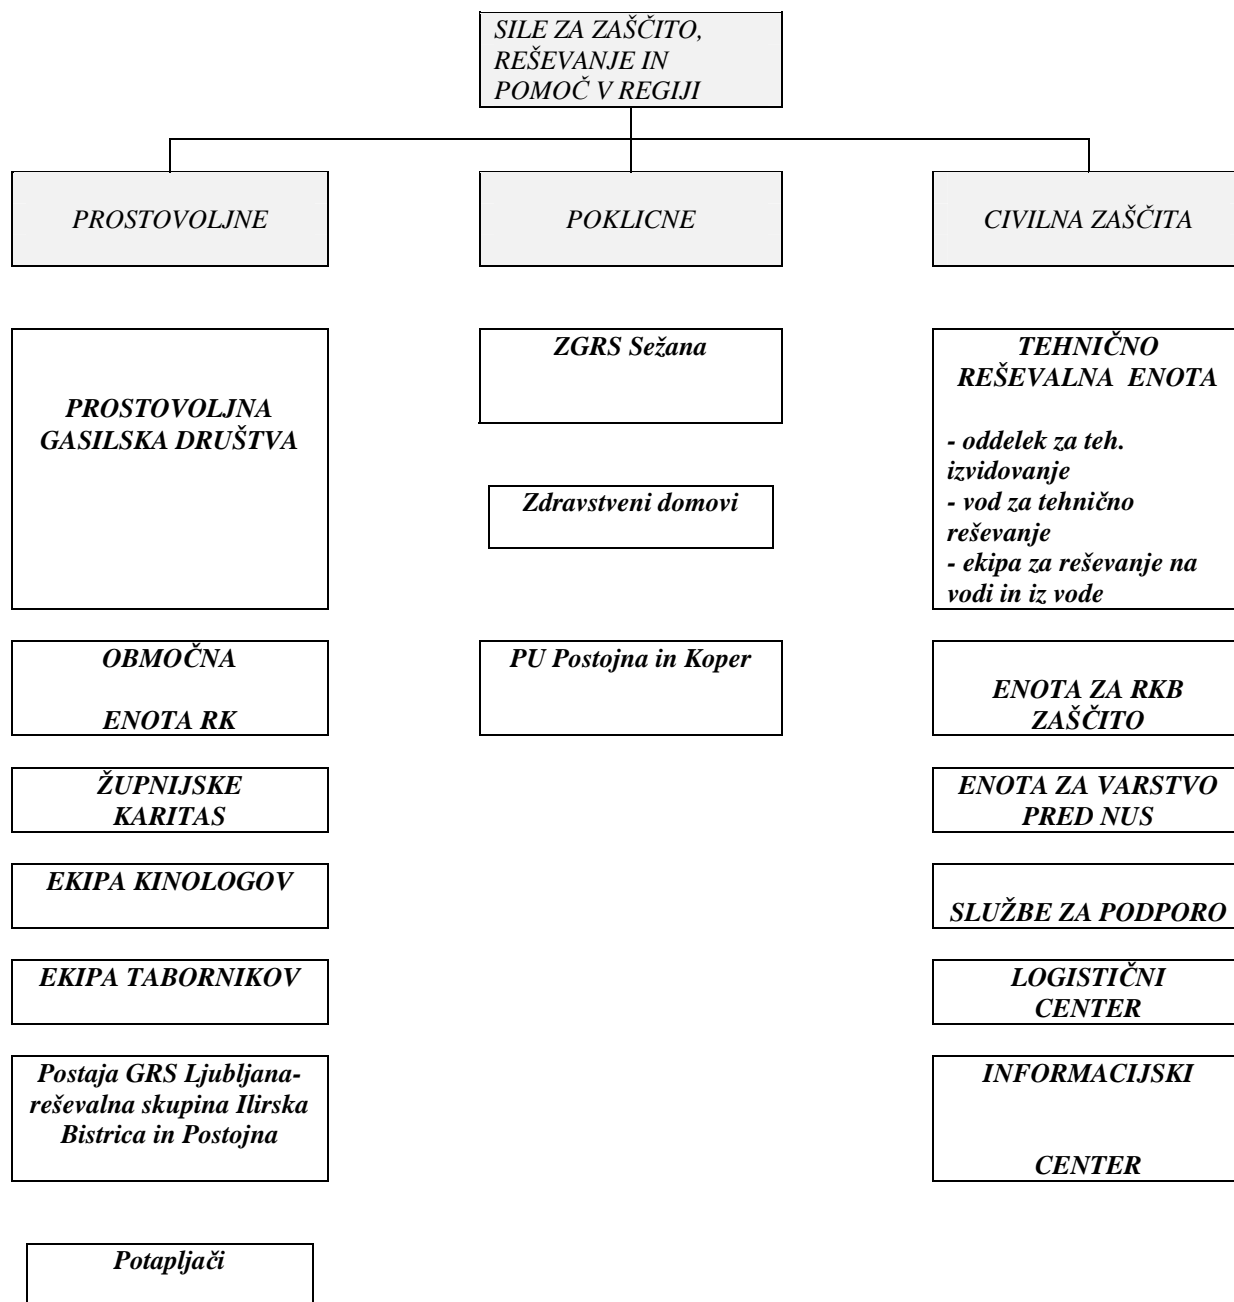 SILE ZA ZAŠČITO,
REŠEVANJE IN
POMOČ V REGIJI
PROSTOVOLJNE
POKLICNE
CIVILNA ZAŠČITA
PROSTOVOLJNA
GASILSKA DRUŠTVA
OBMOČNA
ENOTA RK
ŽUPNIJSKE
KARITAS
EKIPA KINOLOGOV
EKIPA TABORNIKOV
Postaja GRS Ljubljana-
reševalna skupina Ilirska
Bistrica in Postojna
Potapljači
ZGRS Sežana
Zdravstveni domovi
PU Postojna in Koper
TEHNIČNO
REŠEVALNA ENOTA
- oddelek za teh.
izvidovanje
- vod za tehnično
reševanje
- ekipa za reševanje na
vodi in iz vode
ENOTA ZA RKB
ZAŠČITO
ENOTA ZA VARSTVO
PRED NUS
SLUŽBE ZA PODPORO
LOGISTIČNI
CENTER
INFORMACIJSKI
CENTER